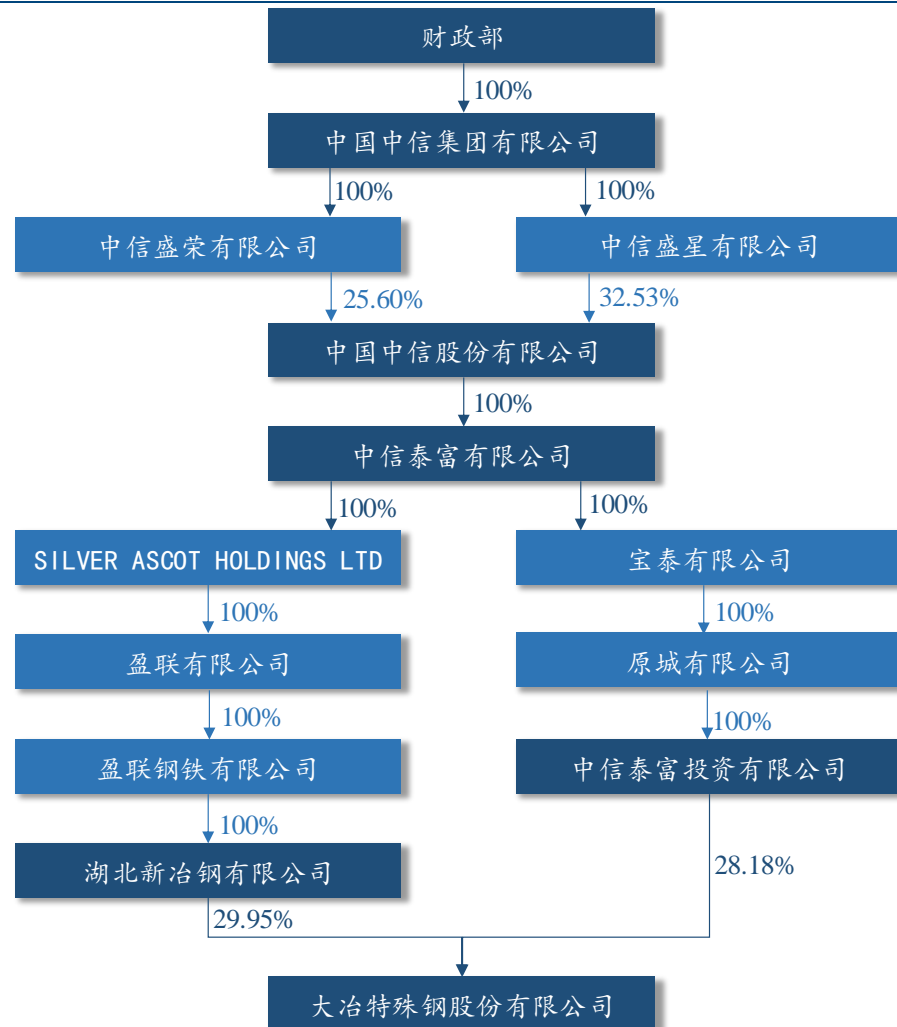 财政部
100%
中国中信集团有限公司
100%
100%
中信盛荣有限公司
中信盛星有限公司
25.60%
32.53%
中国中信股份有限公司
100%
中信泰富有限公司
100%
100%
SILVER ASCOT HOLDINGS LTD
宝泰有限公司
100%
100%
盈联有限公司
原城有限公司
100%
100%
盈联钢铁有限公司
中信泰富投资有限公司
100%
28.18%
湖北新冶钢有限公司
29.95%
大冶特殊钢股份有限公司